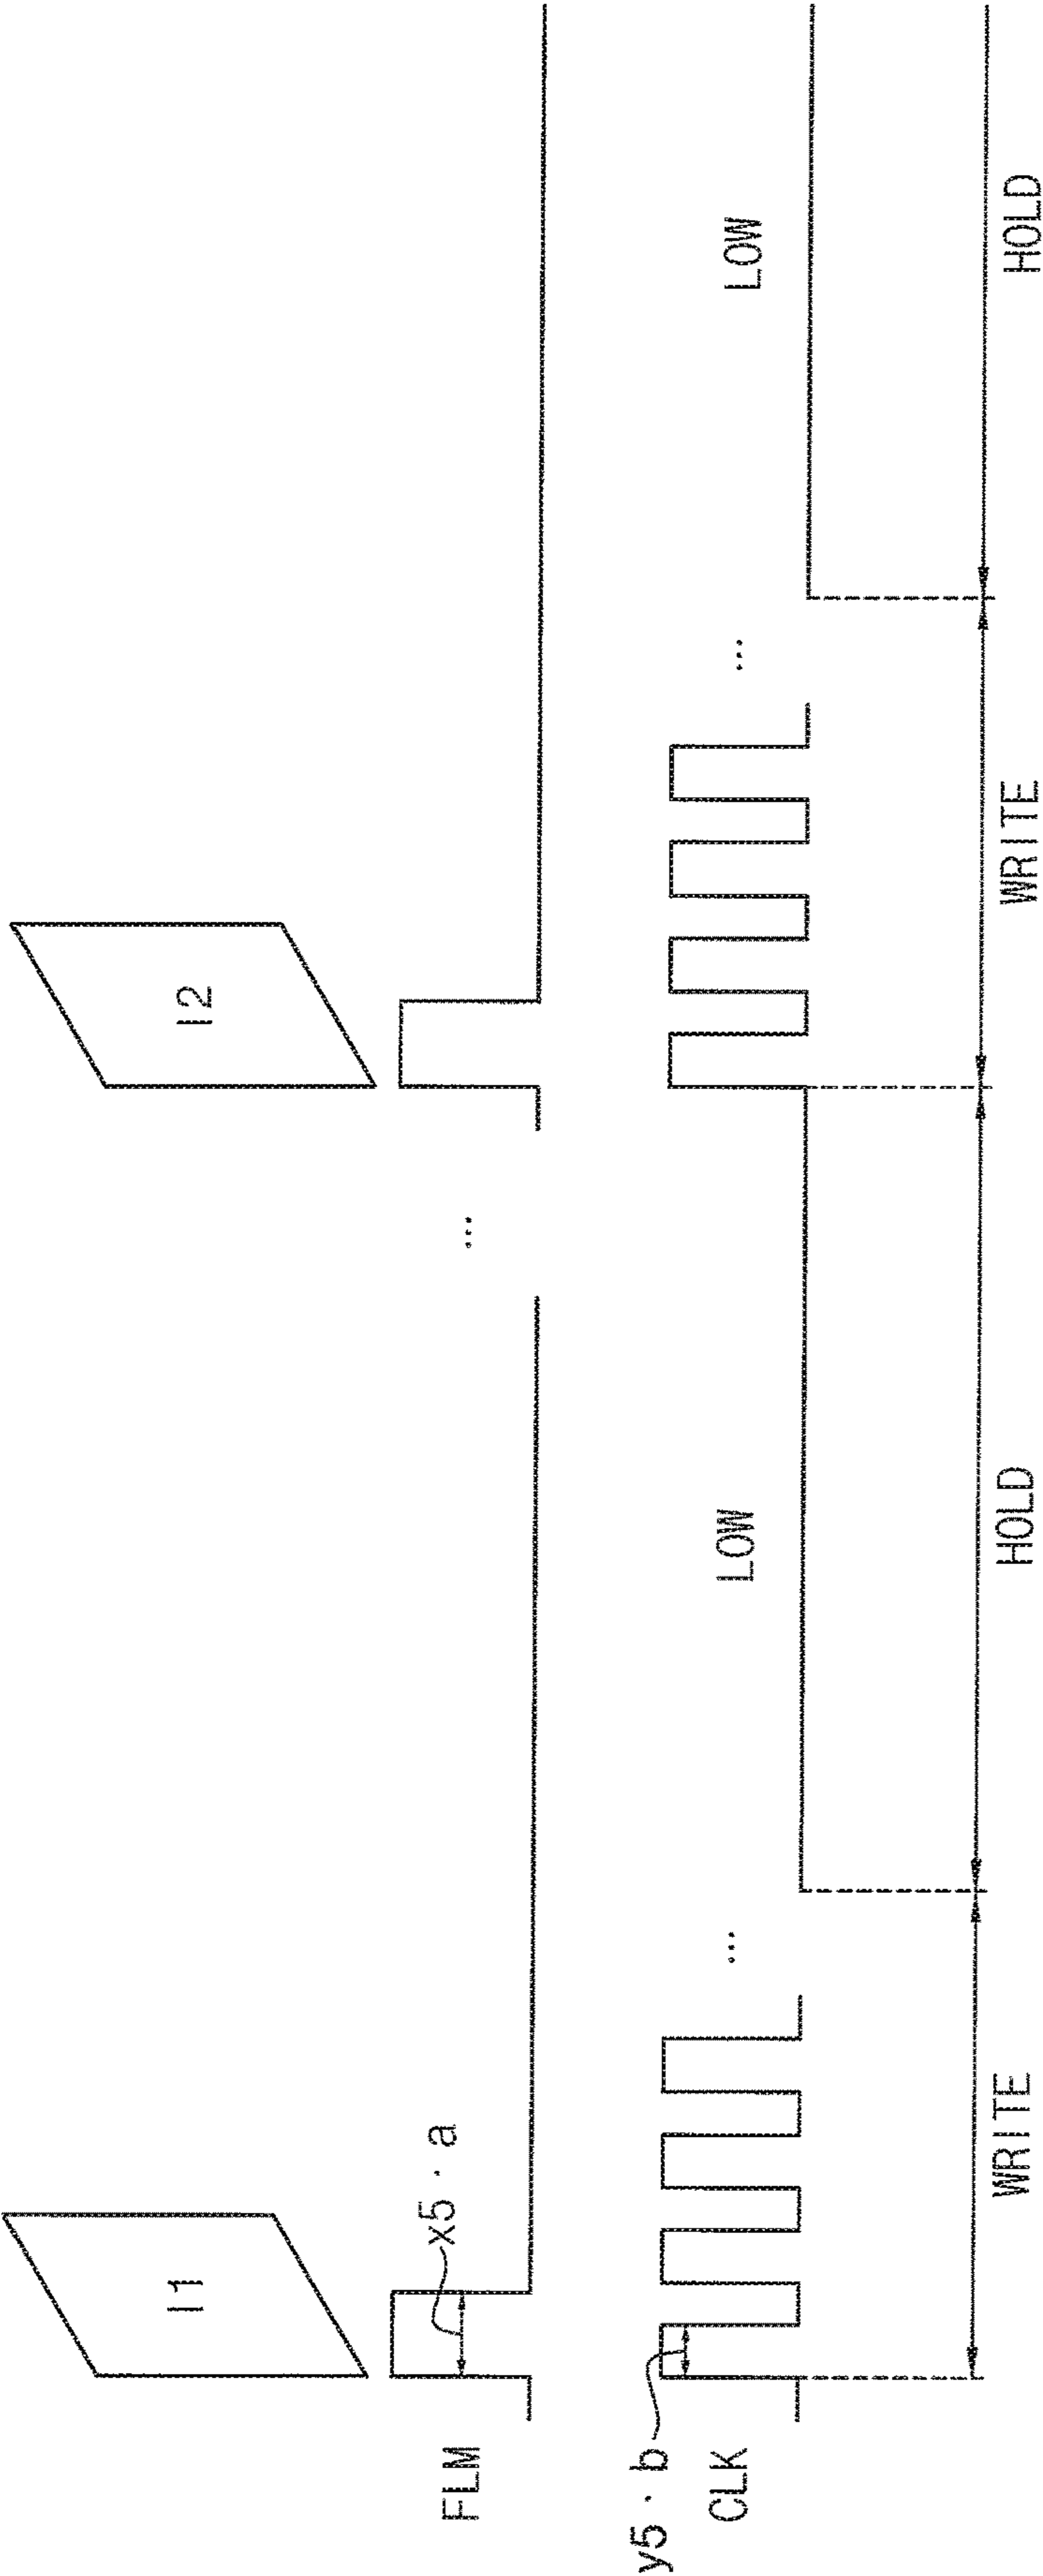 I1
I2
FLM
x5 · a
...
y5 · b
CLK
...
LOW
...
LOW
WRITE
HOLD
WRITE
HOLD